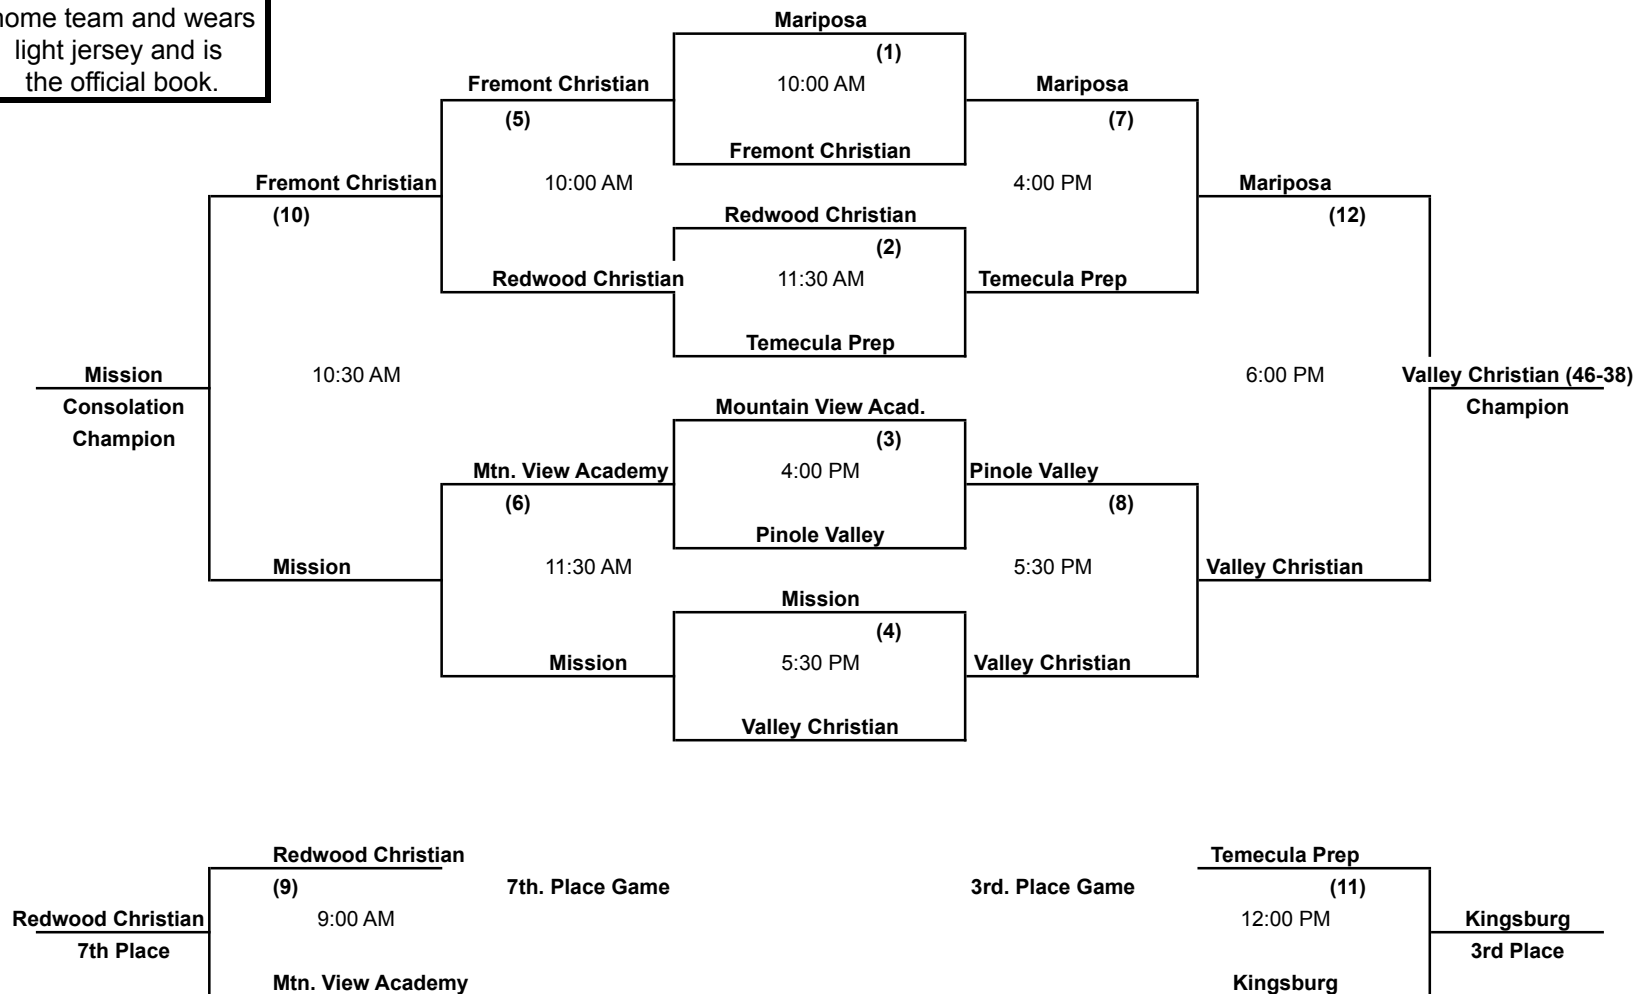 home team and wears
light jersey and is
the official book.
Mariposa
(1)
Fremont Christian 10:00 AM Mariposa
(5) (7)
Fremont Christian
Fremont Christian 10:00 AM 4:00 PM Mariposa
(10) Redwood Christian (12)
(2)
Redwood Christian 11:30 AM Temecula Prep
Temecula Prep
Mission 10:30 AM 6:00 PM Valley Christian (46-38)
Consolation Mountain View Acad. Champion
Champion (3)
Mtn. View Academy 4:00 PM Pinole Valley
(6) (8)
Pinole Valley
Mission 11:30 AM 5:30 PM Valley Christian
Mission
(4)
Mission 5:30 PM Valley Christian
Valley Christian
Redwood Christian Temecula Prep
(9) 7th. Place Game 3rd. Place Game (11)
Redwood Christian 9:00 AM 12:00 PM Kingsburg
7th Place 3rd Place
Mtn. View Academy Kingsburg